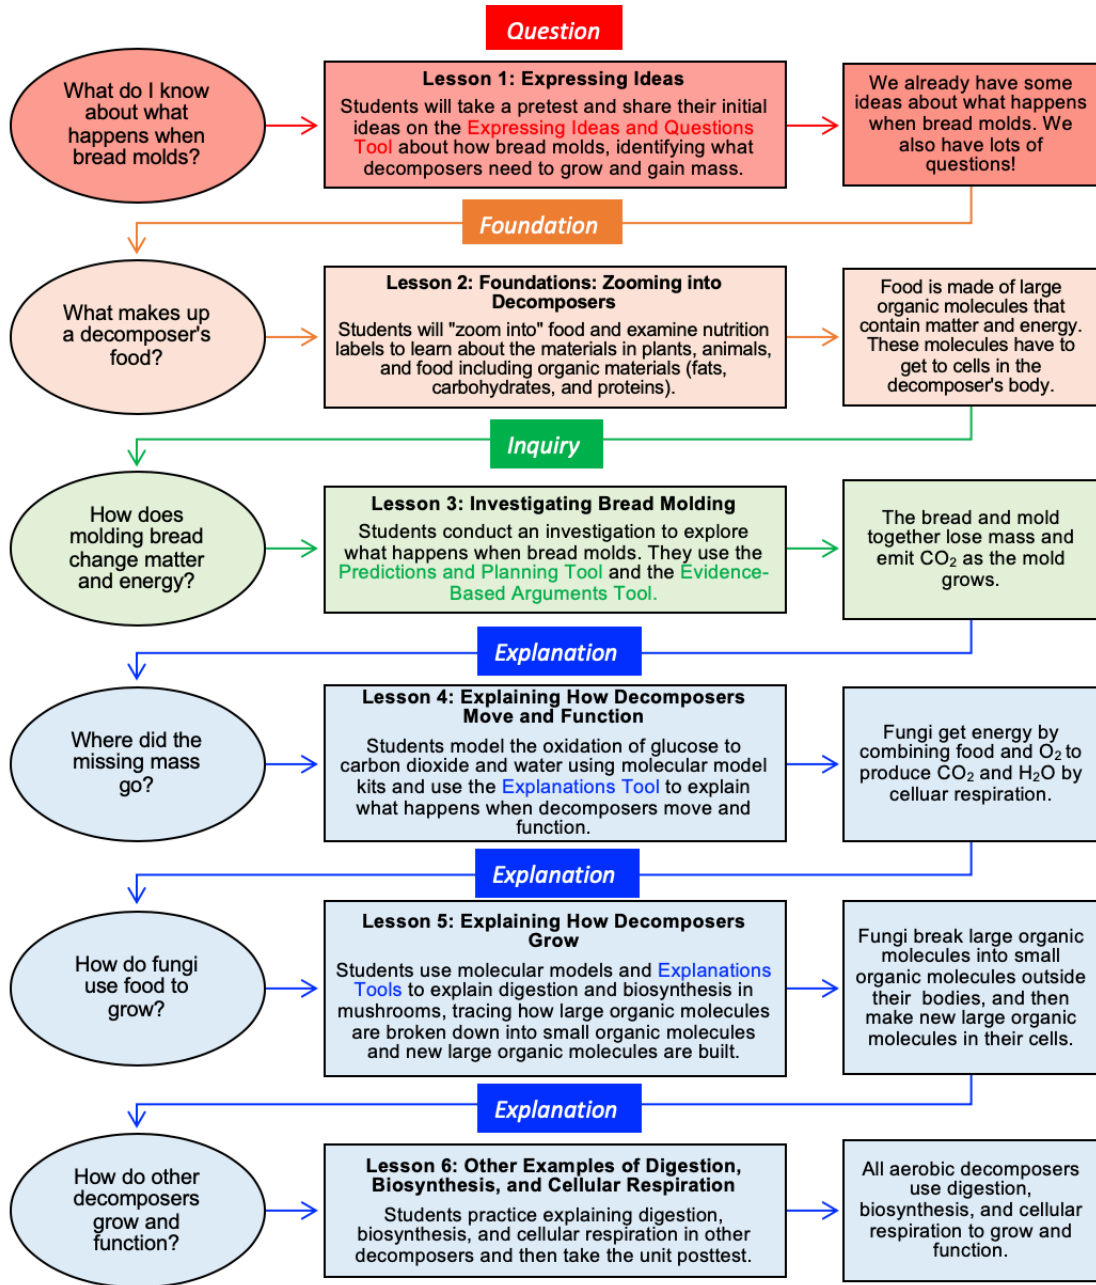 Question
What do I know
about what
happens when
bread molds?
Lesson 1: Expressing Ideas
Students will take a pretest and share their initial
ideas on the Expressing Ideas and Questions
Tool about how bread molds, identifying what
decomposers need to grow and gain mass.
We already have some
ideas about what happens
when bread molds. We
also have lots of
questions!
Foundation
What makes up
a decomposer's
food?
Lesson 2: Foundations: Zooming into
Decomposers
Students will "zoom into" food and examine nutrition
labels to learn about the materials in plants, animals,
and food including organic materials (fats,
carbohydrates, and proteins).
Food is made of large
organic molecules that
contain matter and energy.
These molecules have to
get to cells in the
decomposer's body.
Inquiry
How does
molding bread
change matter
and energy?
Lesson 3: Investigating Bread Molding
Students conduct an investigation to explore
what happens when bread molds. They use the
Predictions and Planning Tool and the Evidence-
Based Arguments Tool.
The bread and mold
together lose mass and
emit CO₂ as the mold
grows.
Explanation
Where did the
missing mass
go?
Lesson 4: Explaining How Decomposers
Move and Function
Students model the oxidation of glucose to
carbon dioxide and water using molecular model
kits and use the Explanations Tool to explain
what happens when decomposers move and
function.
Fungi get energy by
combining food and O₂ to
produce CO₂ and H₂O by
celluar respiration.
Explanation
How do fungi
use food to
grow?
Lesson 5: Explaining How Decomposers
Grow
Students use molecular models and Explanations
Tools to explain digestion and biosynthesis in
mushrooms, tracing how large organic molecules
are broken down into small organic molecules
and new large organic molecules are built.
Fungi break large organic
molecules into small
organic molecules outside
their bodies, and then
make new large organic
molecules in their cells.
Explanation
How do other
decomposers
grow and
function?
Lesson 6: Other Examples of Digestion,
Biosynthesis, and Cellular Respiration
Students practice explaining digestion,
biosynthesis, and cellular respiration in other
decomposers and then take the unit posttest.
All aerobic decomposers
use digestion,
biosynthesis, and cellular
respiration to grow and
function.